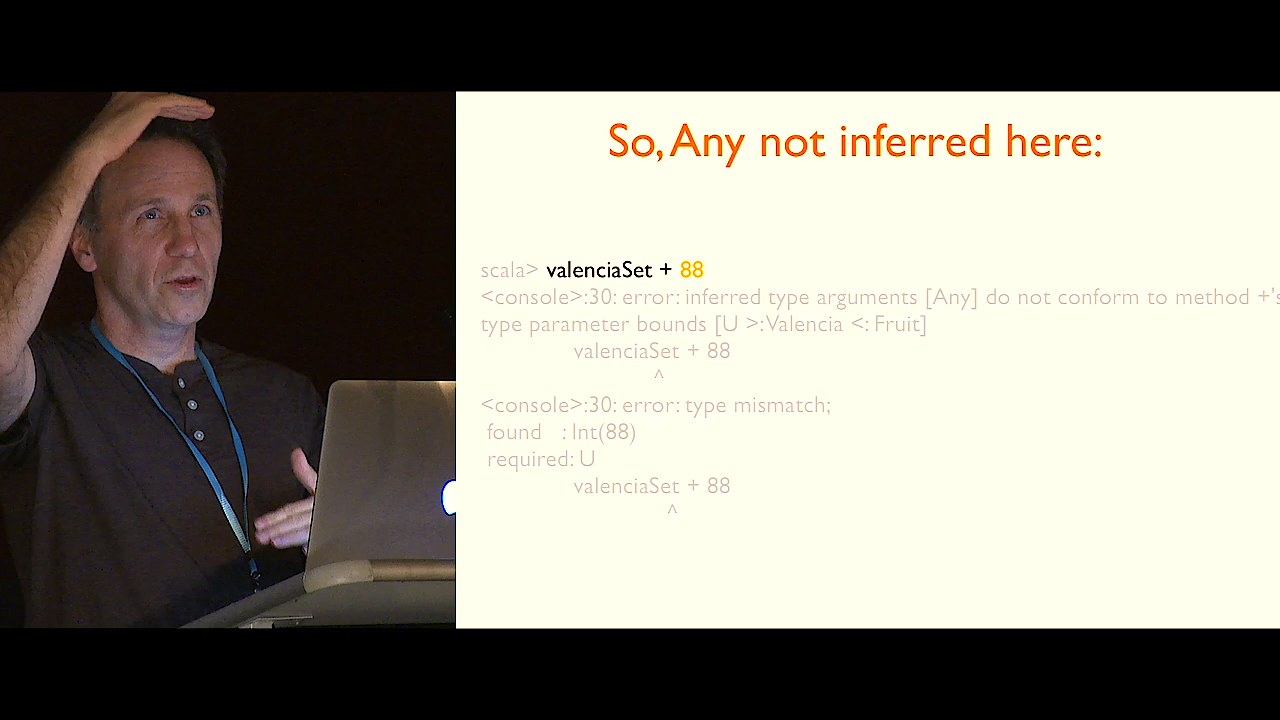 So, Any not inferred here:
scala> valenciaSet + 88
<console>:30: error: inferred type arguments [Any] do not conform to method +'s
type parameter bounds [U >: Valencia <: Fruit]
valenciaSet + 88
^
<console>:30: error: type mismatch;
found : Int(88)
required: U
valenciaSet + 88
^